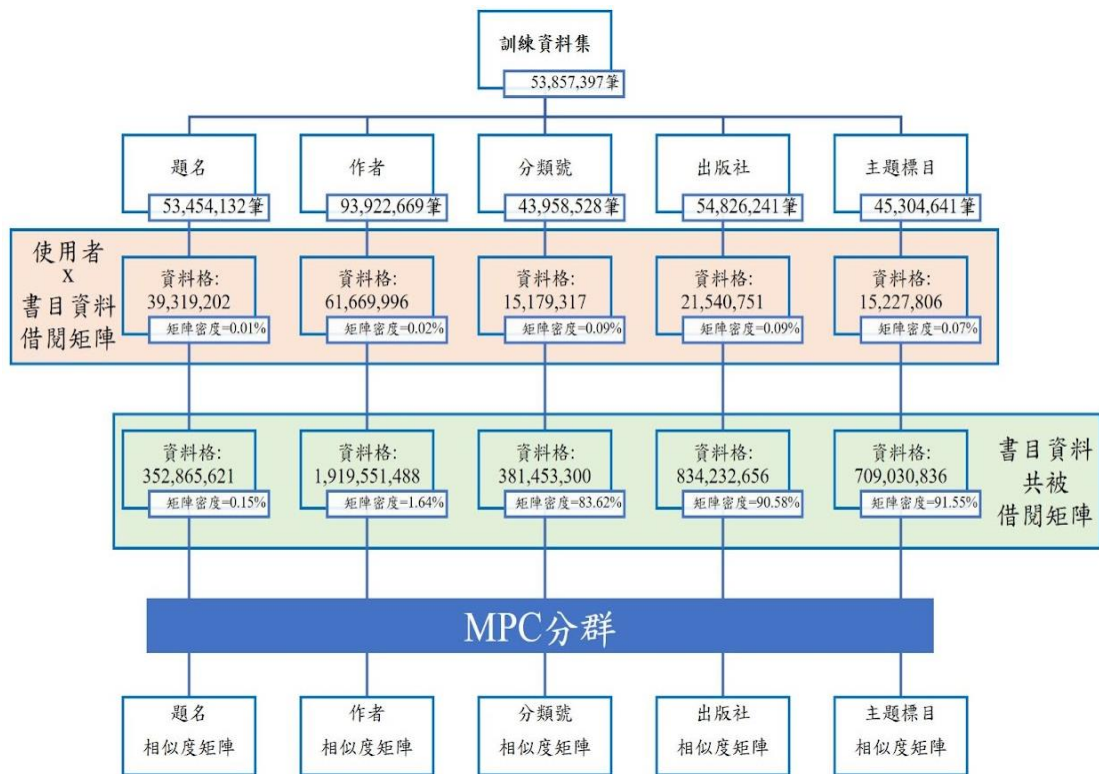 訓練資料集
53,857,397筆
題名
53,454,132筆
作者
93,922,669筆
分類號
43,958,528筆
出版社
54,826,241筆
主題標目
45,304,641筆
使用者
x
書目資料
借閱矩陣
資料格:
39,319,202
矩陣密度=0.01%
資料格:
61,669,996
矩陣密度=0.02%
資料格:
15,179,317
矩陣密度=0.09%
資料格:
21,540,751
矩陣密度=0.09%
資料格:
15,227,806
矩陣密度=0.07%
資料格:
352,865,621
矩陣密度=0.15%
資料格:
1,919,551,488
矩陣密度=1.64%
資料格:
381,453,300
矩陣密度=83.62%
資料格:
834,232,656
矩陣密度=90.58%
資料格:
709,030,836
矩陣密度=91.55%
書目資料
共被
借閱矩陣
MPC分群
題名
相似度矩陣
作者
相似度矩陣
分類號
相似度矩陣
出版社
相似度矩陣
主題標目
相似度矩陣